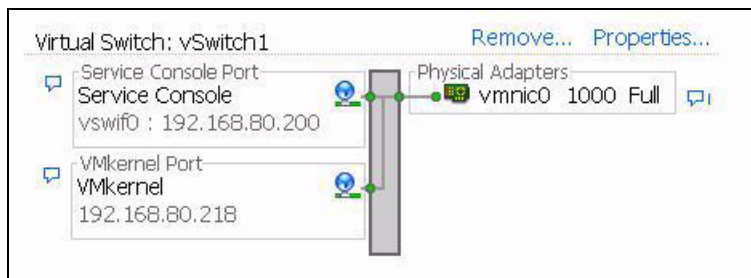 Virtual Switch: vSwitch1 Remove... Properties...
Service Console Port
Service Console
vswif0 : 192.168.80.200
Physical Adapters
vmnic0 1000 Full
VMkernel Port
VMkernel
192.168.80.218